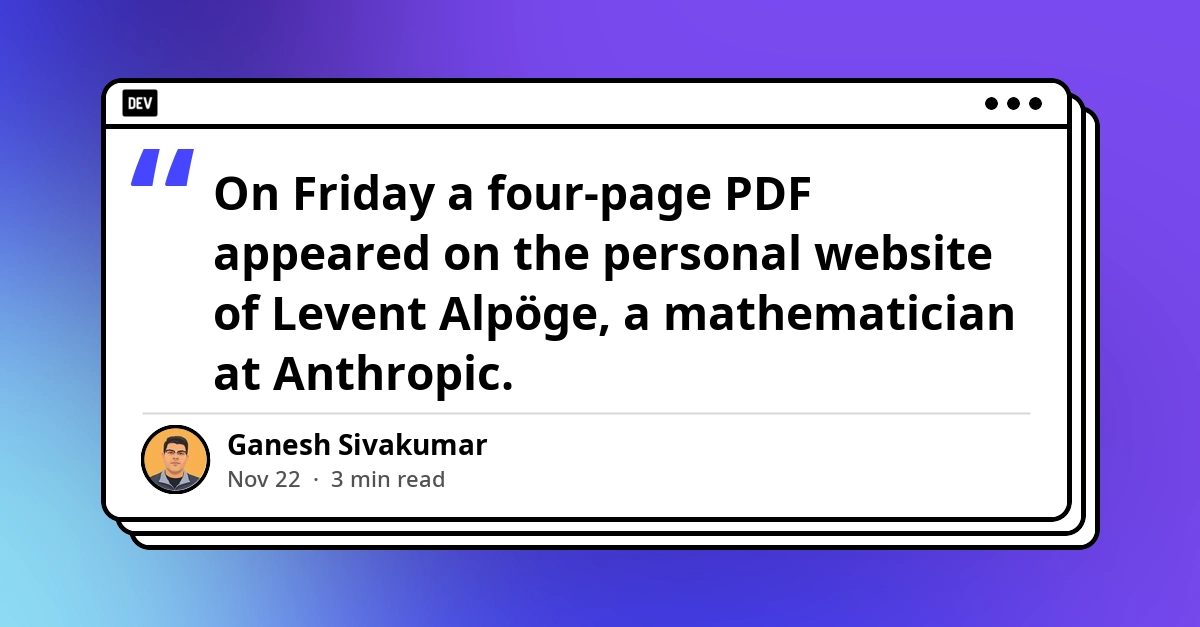 DEV
“ On Friday a four-page PDF
appeared on the personal website
of Levent Alpöge, a mathematician
at Anthropic.
Ganesh Sivakumar
Nov 22 · 3 min read